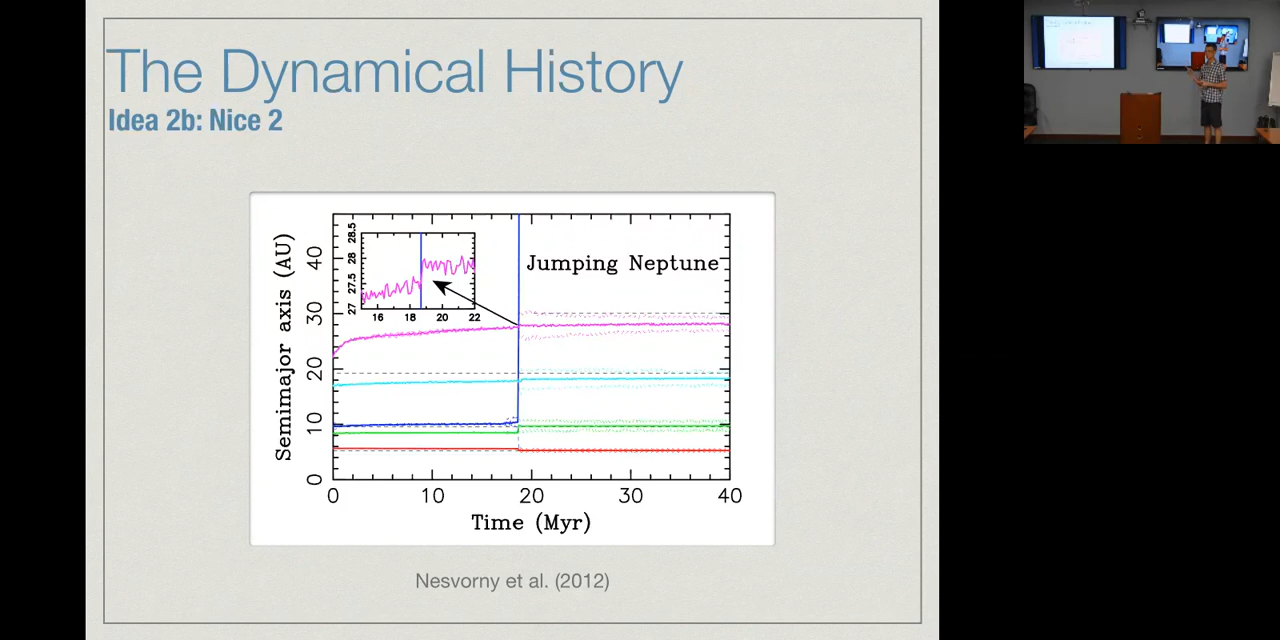 The Dynamical History
Idea 2b: Nice 2
Semimajor axis (AU)
40
30
20
10
0
28.5
28
27.5
27
16 18 20 22
Jumping Neptune
0 10 20 30 40
Time (Myr)
Nesvorny et al. (2012)